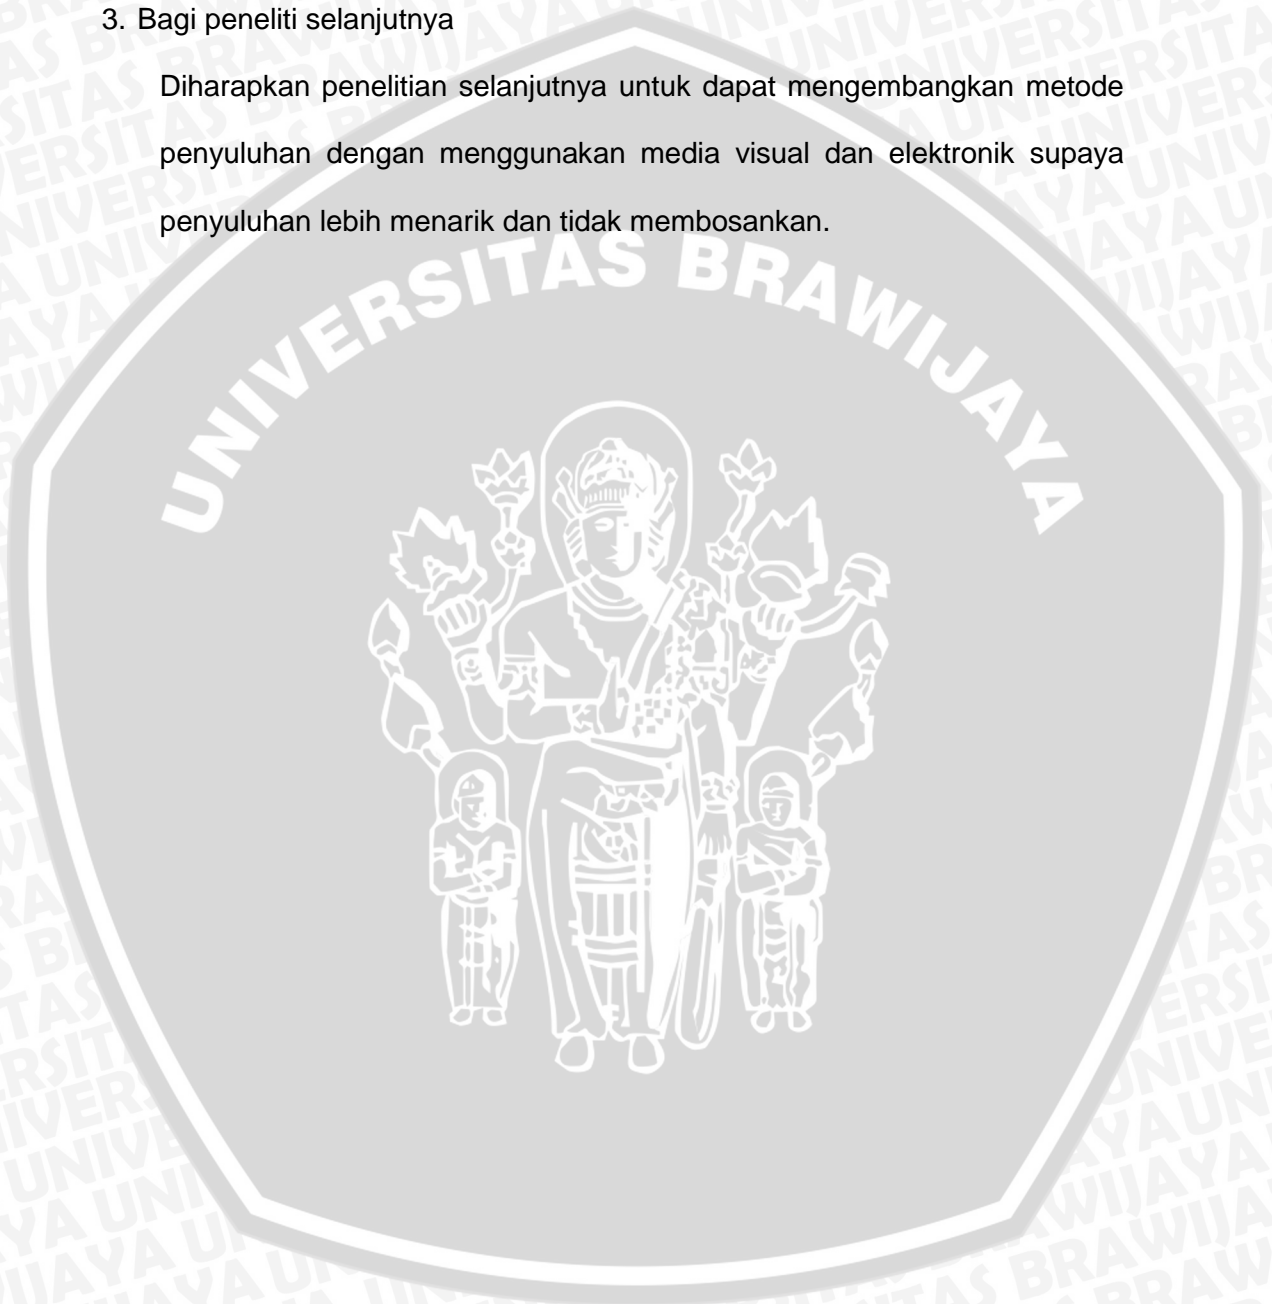 3. Bagi peneliti selanjutnya
Diharapkan penelitian selanjutnya untuk dapat mengembangkan metode
penyuluhan dengan menggunakan media visual dan elektronik supaya
penyuluhan lebih menarik dan tidak membosankan.
UNIVERSITAS BRAWIJAYA